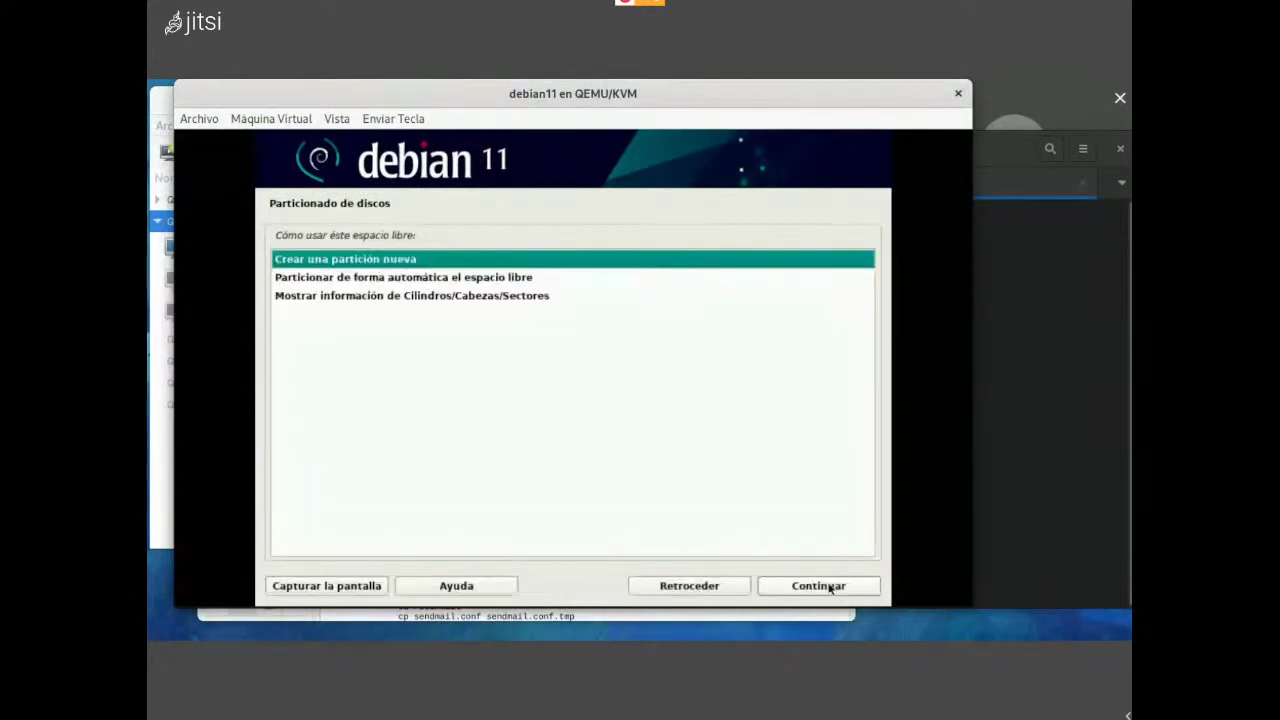 jitsi
debian11 en QEMU/KVM
Archivo Máquina Virtual Vista Enviar Tecla
debian 11
Particionado de discos
Cómo usar éste espacio libre:
Crear una partición nueva
Particionar de forma automática el espacio libre
Mostrar información de Cilindros/Cabezas/Sectores
Capturar la pantalla Ayuda Retroceder Continuar
cp sendmail.conf sendmail.conf.tmp